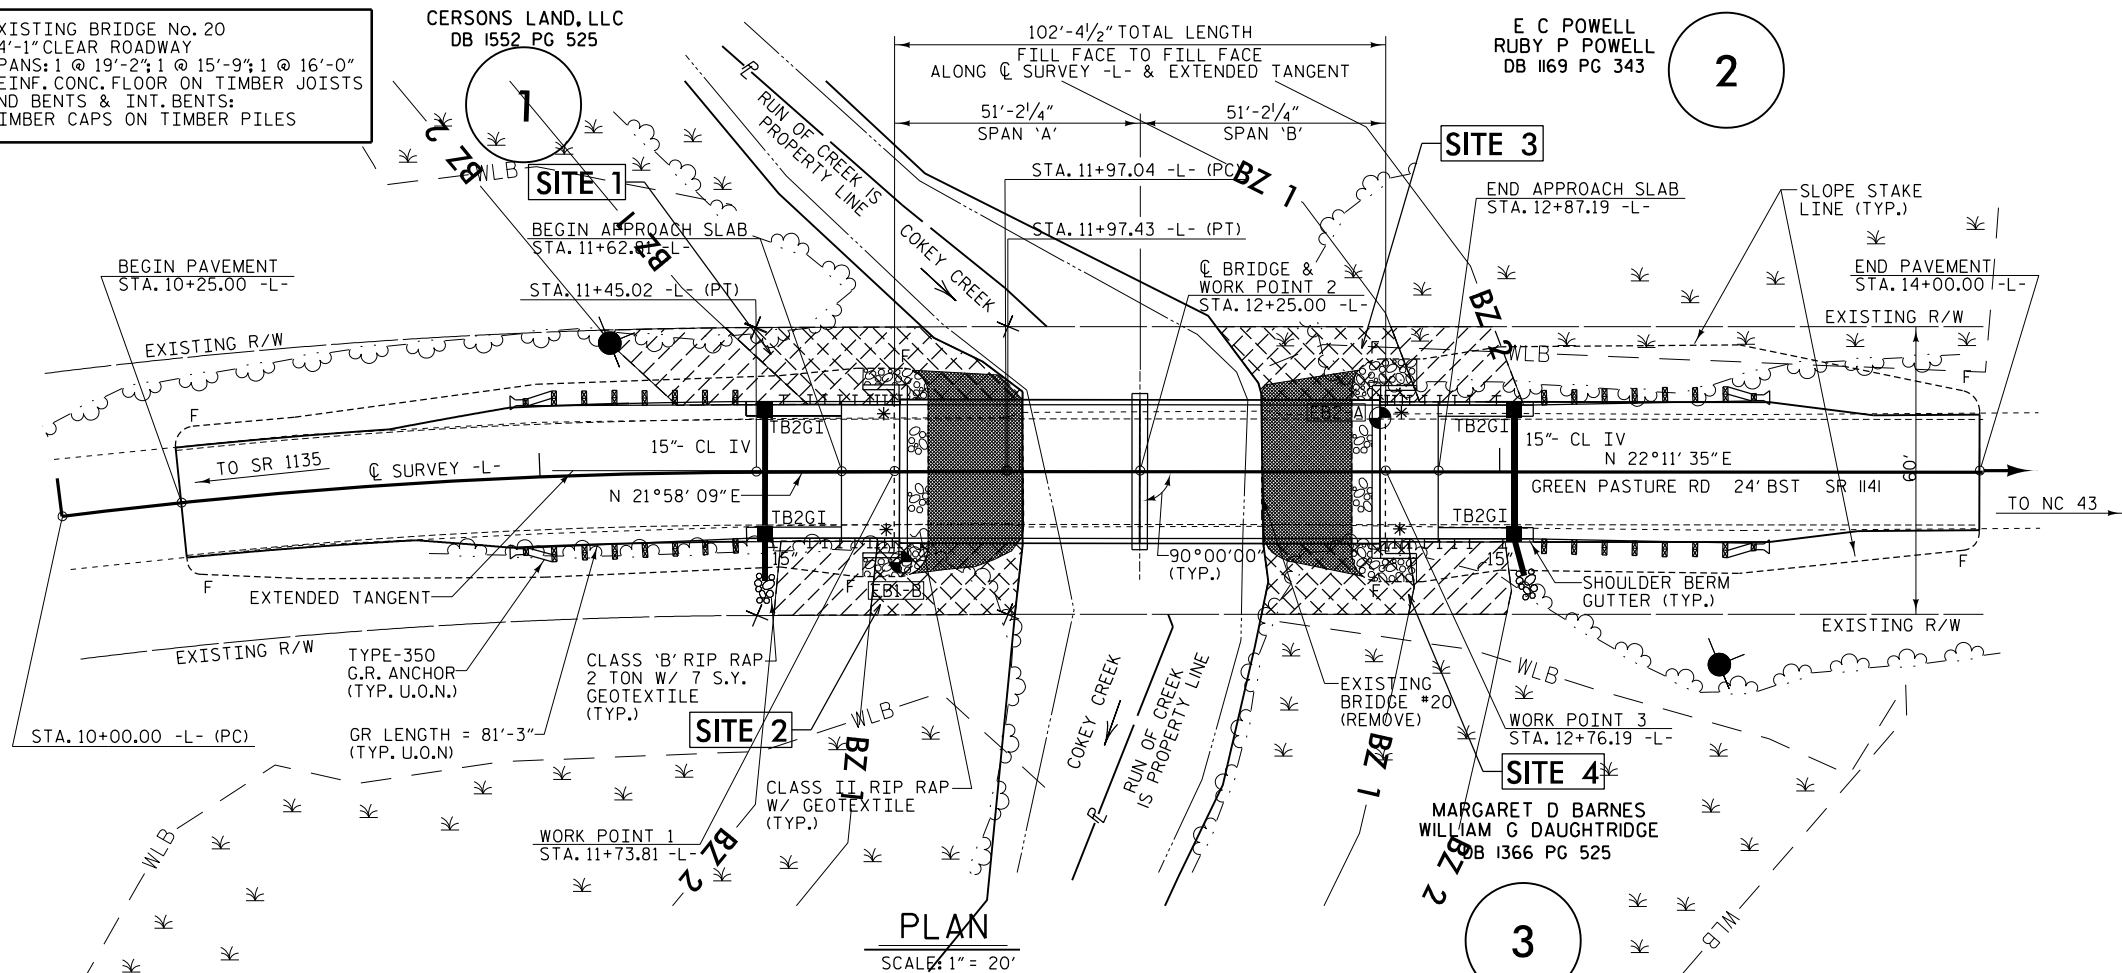 XISTING BRIDGE No. 20
4'-1" CLEAR ROADWAY
PANS: 1 @ 19'-2"; 1 @ 15'-9"; 1 @ 16'-0"
EINF. CONC. FLOOR ON TIMBER JOISTS
ND BENTS & INT. BENTS:
IMBER CAPS ON TIMBER PILES
CERSONS LAND, LLC
DB 1552 PG 525
1
102'-4½" TOTAL LENGTH
FILL FACE TO FILL FACE
ALONG ℄ SURVEY -L- & EXTENDED TANGENT
51'-2¼"
SPAN 'A'
51'-2¼"
SPAN 'B'
E C POWELL
RUBY P POWELL
DB 1169 PG 343
2
SITE 1
SITE 3
BZ 2
BZ 1
BZ 1
BZ 2
WLB
WLB
℄ BRIDGE &
WORK POINT 2
STA. 12+25.00 -L-
STA. 11+97.04 -L- (PC)
STA. 11+97.43 -L- (PT)
RUN OF CREEK IS
PROPERTY LINE
COKEY CREEK
BEGIN APPROACH SLAB
STA. 11+62.81 -L-
STA. 11+45.02 -L- (PT)
BEGIN PAVEMENT
STA. 10+25.00 -L-
END APPROACH SLAB
STA. 12+87.19 -L-
SLOPE STAKE
LINE (TYP.)
END PAVEMENT
STA. 14+00.00 -L-
EXISTING R/W
EXISTING R/W
F
F
F
F
TB2GI
TB2GI
15"- CL IV
15"- CL IV
TO SR 1135
℄ SURVEY -L-
N 21°58'09"E
N 22°11'35"E
GREEN PASTURE RD 24' BST SR 1141
60'
TO NC 43
TB2GI
TB2GI
15"
15"
90°00'00"
(TYP.)
F
F
F
F
EB1-B
EXTENDED TANGENT
SHOULDER BERM
GUTTER (TYP.)
EXISTING R/W
EXISTING R/W
TYPE-350
G.R. ANCHOR
(TYP. U.O.N.)
CLASS 'B' RIP RAP
2 TON W/ 7 S.Y.
GEOTEXTILE
(TYP.)
GR LENGTH = 81'-3"
(TYP. U.O.N)
STA. 10+00.00 -L- (PC)
SITE 2
WLB
BZ 1
CLASS II RIP RAP
W/ GEOTEXTILE
(TYP.)
WORK POINT 1
STA. 11+73.81 -L-
BZ 2
WLB
COKEY CREEK
RUN OF CREEK
IS PROPERTY LINE
EXISTING
BRIDGE #20
(REMOVE)
WLB
WORK POINT 3
STA. 12+76.19 -L-
BZ 1
SITE 4
MARGARET D BARNES
WILLIAM G DAUGHTRIDGE
DB 1366 PG 525
BZ 2
3
WLB
PLAN
SCALE: 1" = 20'